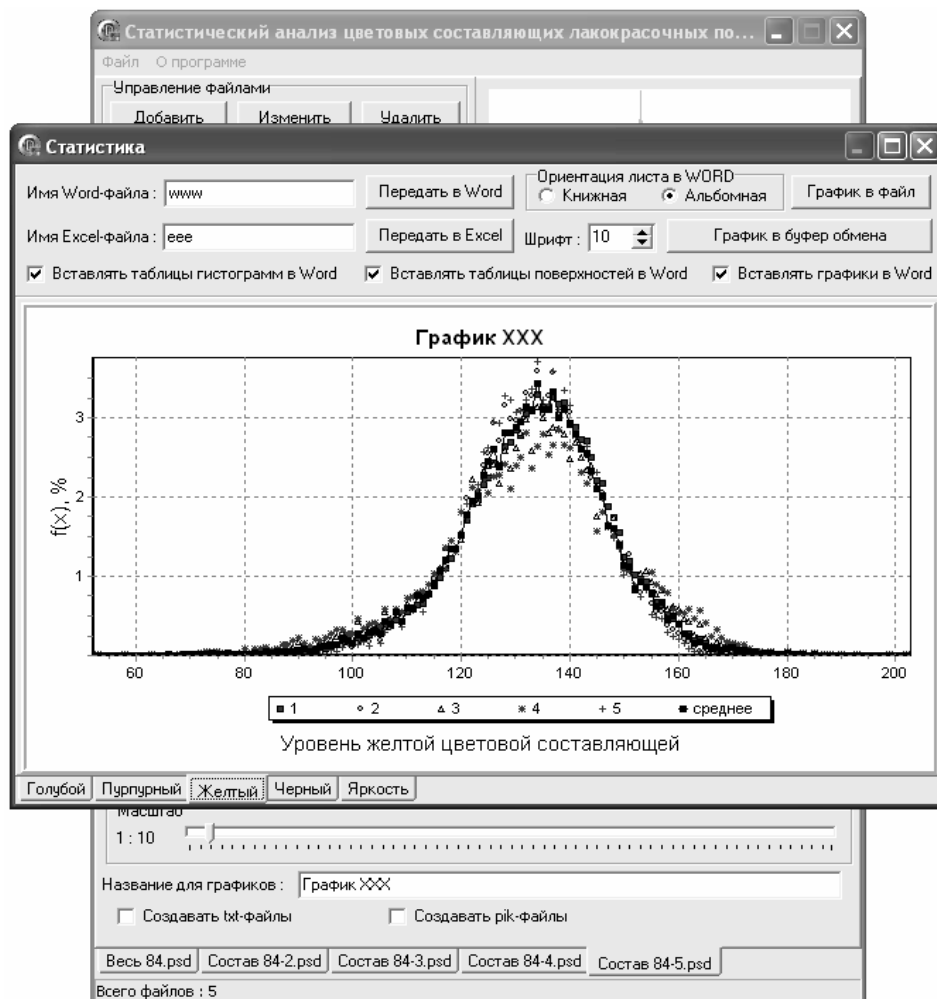 Статистический анализ цветовых составляющих лакокрасочных по...
Файл О программе
Управление файлами
Добавить Изменить Удалить
Статистика
Имя Word-файла : www Передать в Word
Ориентация листа в WORD
Книжная Альбомная
График в файл
Имя Excel-файла : eee Передать в Excel Шрифт : 10 График в буфер обмена
Вставлять таблицы гистограмм в Word Вставлять таблицы поверхностей в Word Вставлять графики в Word
График XXX
f(x), %
3
2
1
60 80 100 120 140 160 180 200
1 2 3 4 5 среднее
Уровень желтой цветовой составляющей
Голубой Пурпурный Желтый Черный Яркость
Масштаб
1 : 10
Название для графиков : График XXX
Создавать txt-файлы Создавать pik-файлы
Весь 84.psd Состав 84-2.psd Состав 84-3.psd Состав 84-4.psd Состав 84-5.psd
Всего файлов : 5